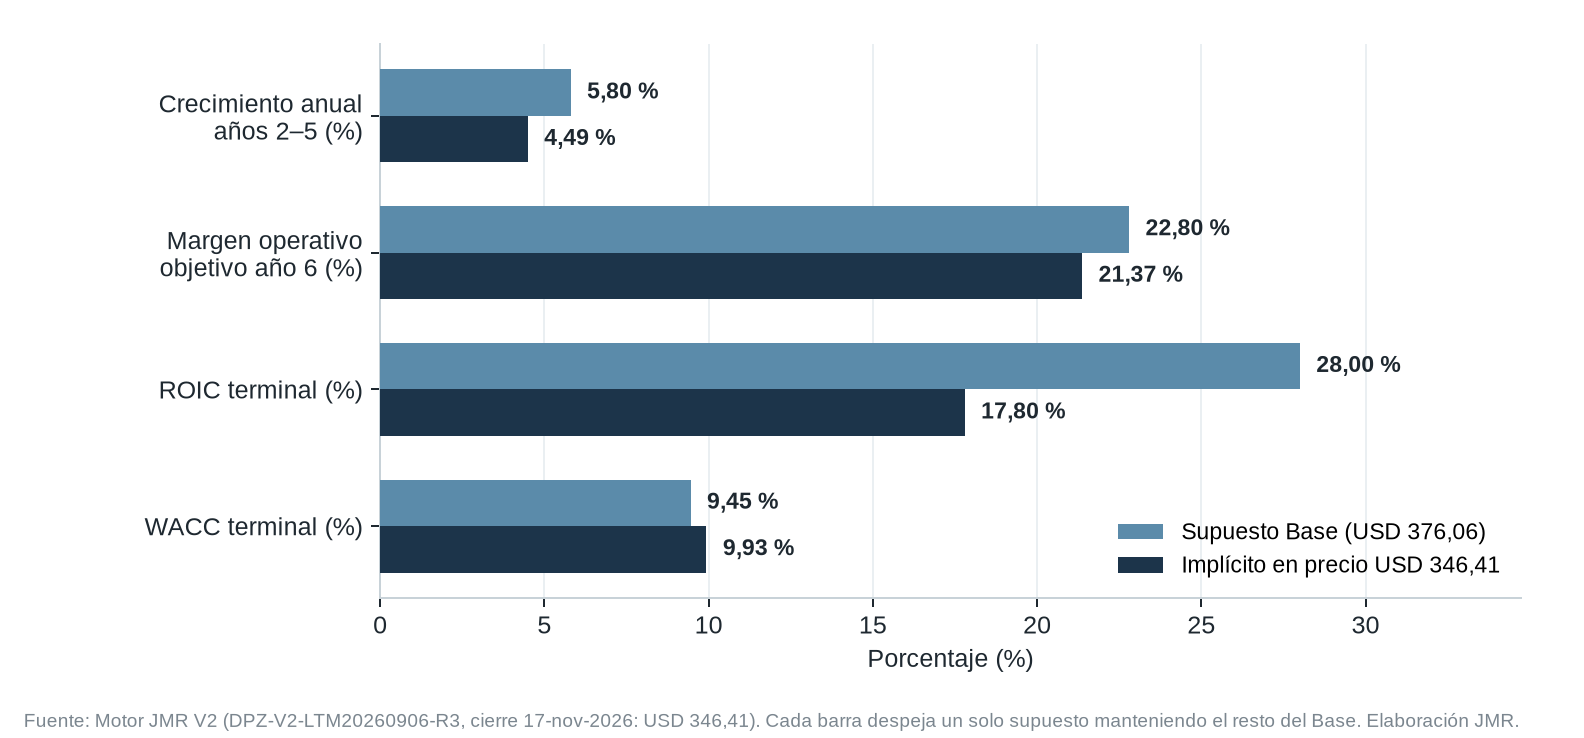 Crecimiento anual
años 2–5 (%)
5,80 %
4,49 %
Margen operativo
objetivo año 6 (%)
22,80 %
21,37 %
ROIC terminal (%)
28,00 %
17,80 %
WACC terminal (%)
9,45 %
9,93 %
Supuesto Base (USD 376,06)
Implícito en precio USD 346,41
0 5 10 15 20 25 30
Porcentaje (%)
Fuente: Motor JMR V2 (DPZ-V2-LTM20260906-R3, cierre 17-nov-2026: USD 346,41). Cada barra despeja un solo supuesto manteniendo el resto del Base. Elaboración JMR.